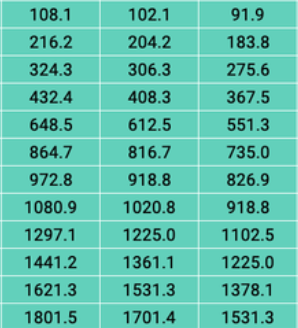 108.1 102.1 91.9
216.2 204.2 183.8
324.3 306.3 275.6
432.4 408.3 367.5
648.5 612.5 551.3
864.7 816.7 735.0
972.8 918.8 826.9
1080.9 1020.8 918.8
1297.1 1225.0 1102.5
1441.2 1361.1 1225.0
1621.3 1531.3 1378.1
1801.5 1701.4 1531.3